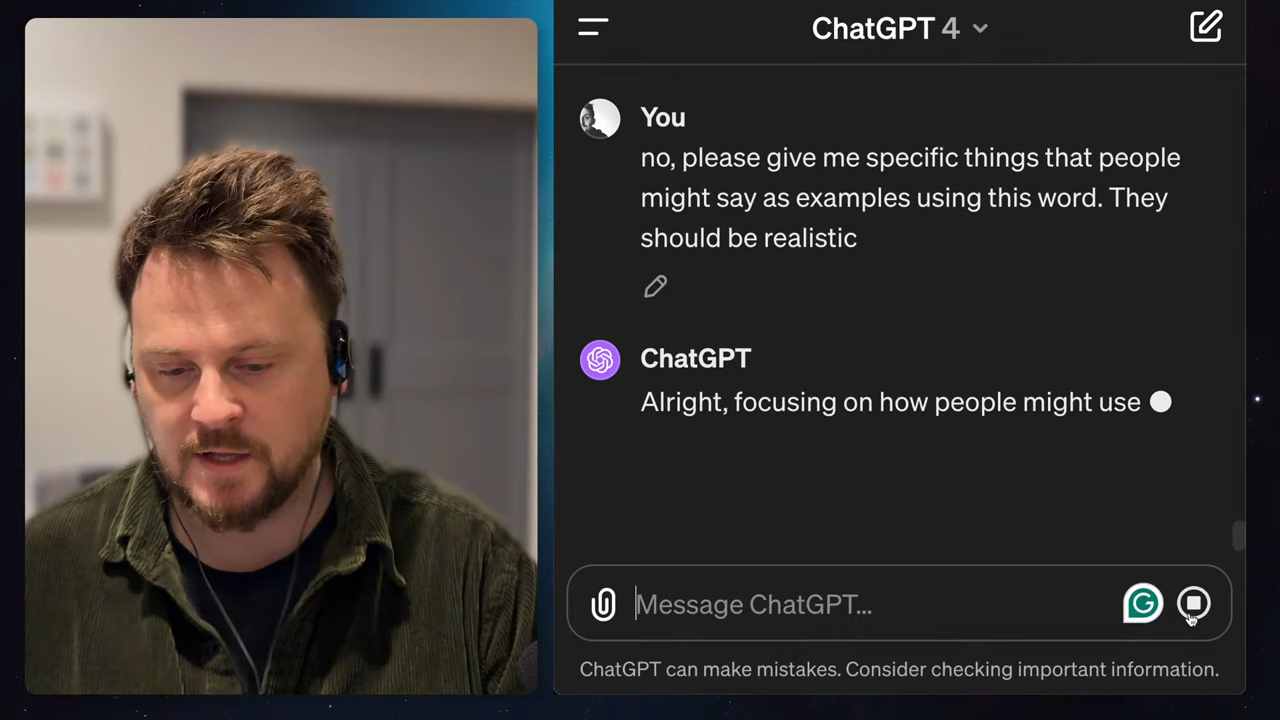 ChatGPT 4
You
no, please give me specific things that people
might say as examples using this word. They
should be realistic
ChatGPT
Alright, focusing on how people might use
Message ChatGPT...
ChatGPT can make mistakes. Consider checking important information.